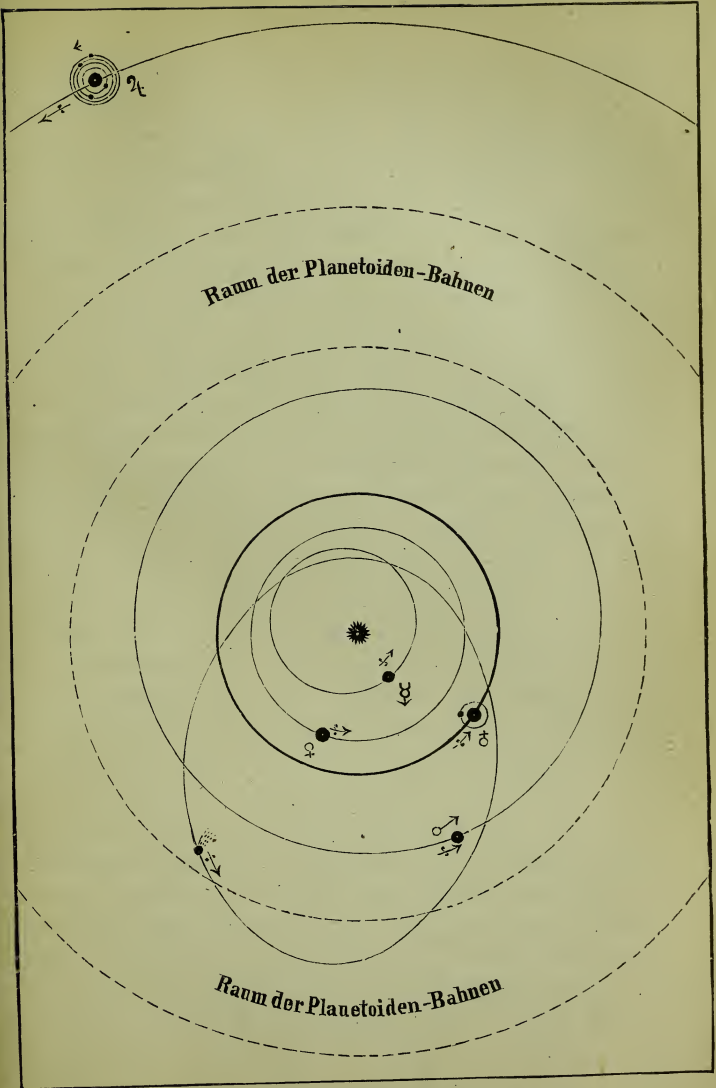 ♃
Raum der Planetoiden-Bahnen
☿
♀
♁
♂
Raum der Planetoiden-Bahnen